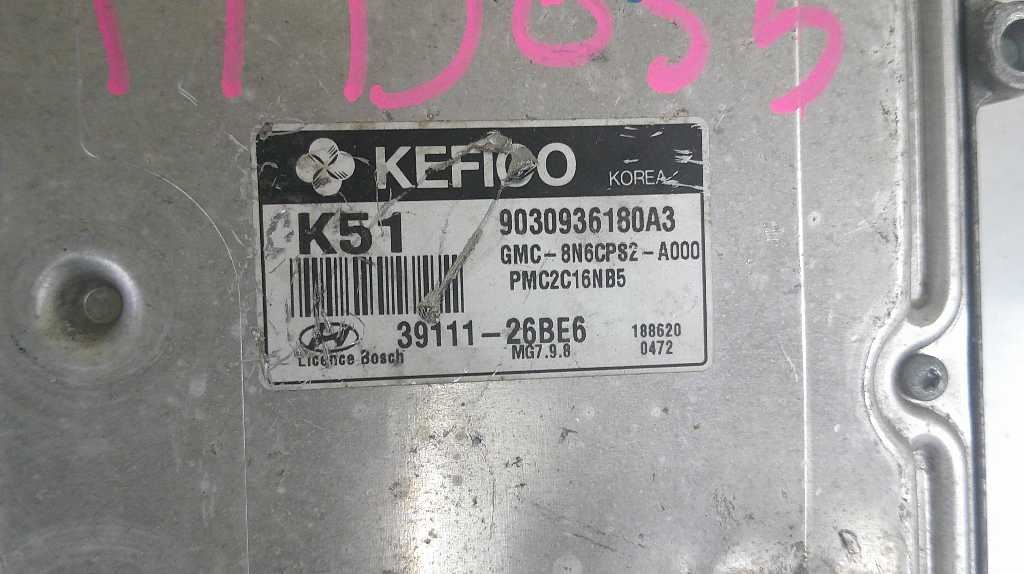 KEFICO
KOREA
K51
9030936180A3
GMC-8N6CPS2-A000
PMC2C16NB5
39111-26BE6
188620
Licence Bosch
MG7.9.8
0472